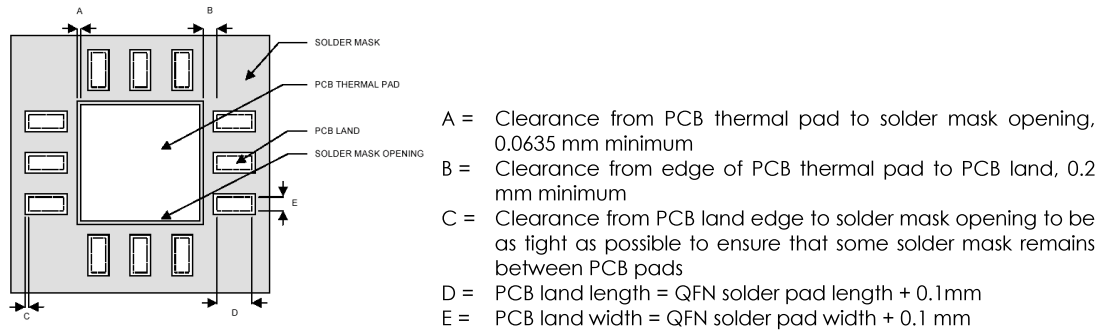 A
B
SOLDER MASK
PCB THERMAL PAD
PCB LAND
SOLDER MASK OPENING
E
C
D
A = Clearance from PCB thermal pad to solder mask opening,
0.0635 mm minimum
B = Clearance from edge of PCB thermal pad to PCB land, 0.2
mm minimum
C = Clearance from PCB land edge to solder mask opening to be
as tight as possible to ensure that some solder mask remains
between PCB pads
D = PCB land length = QFN solder pad length + 0.1mm
E = PCB land width = QFN solder pad width + 0.1 mm